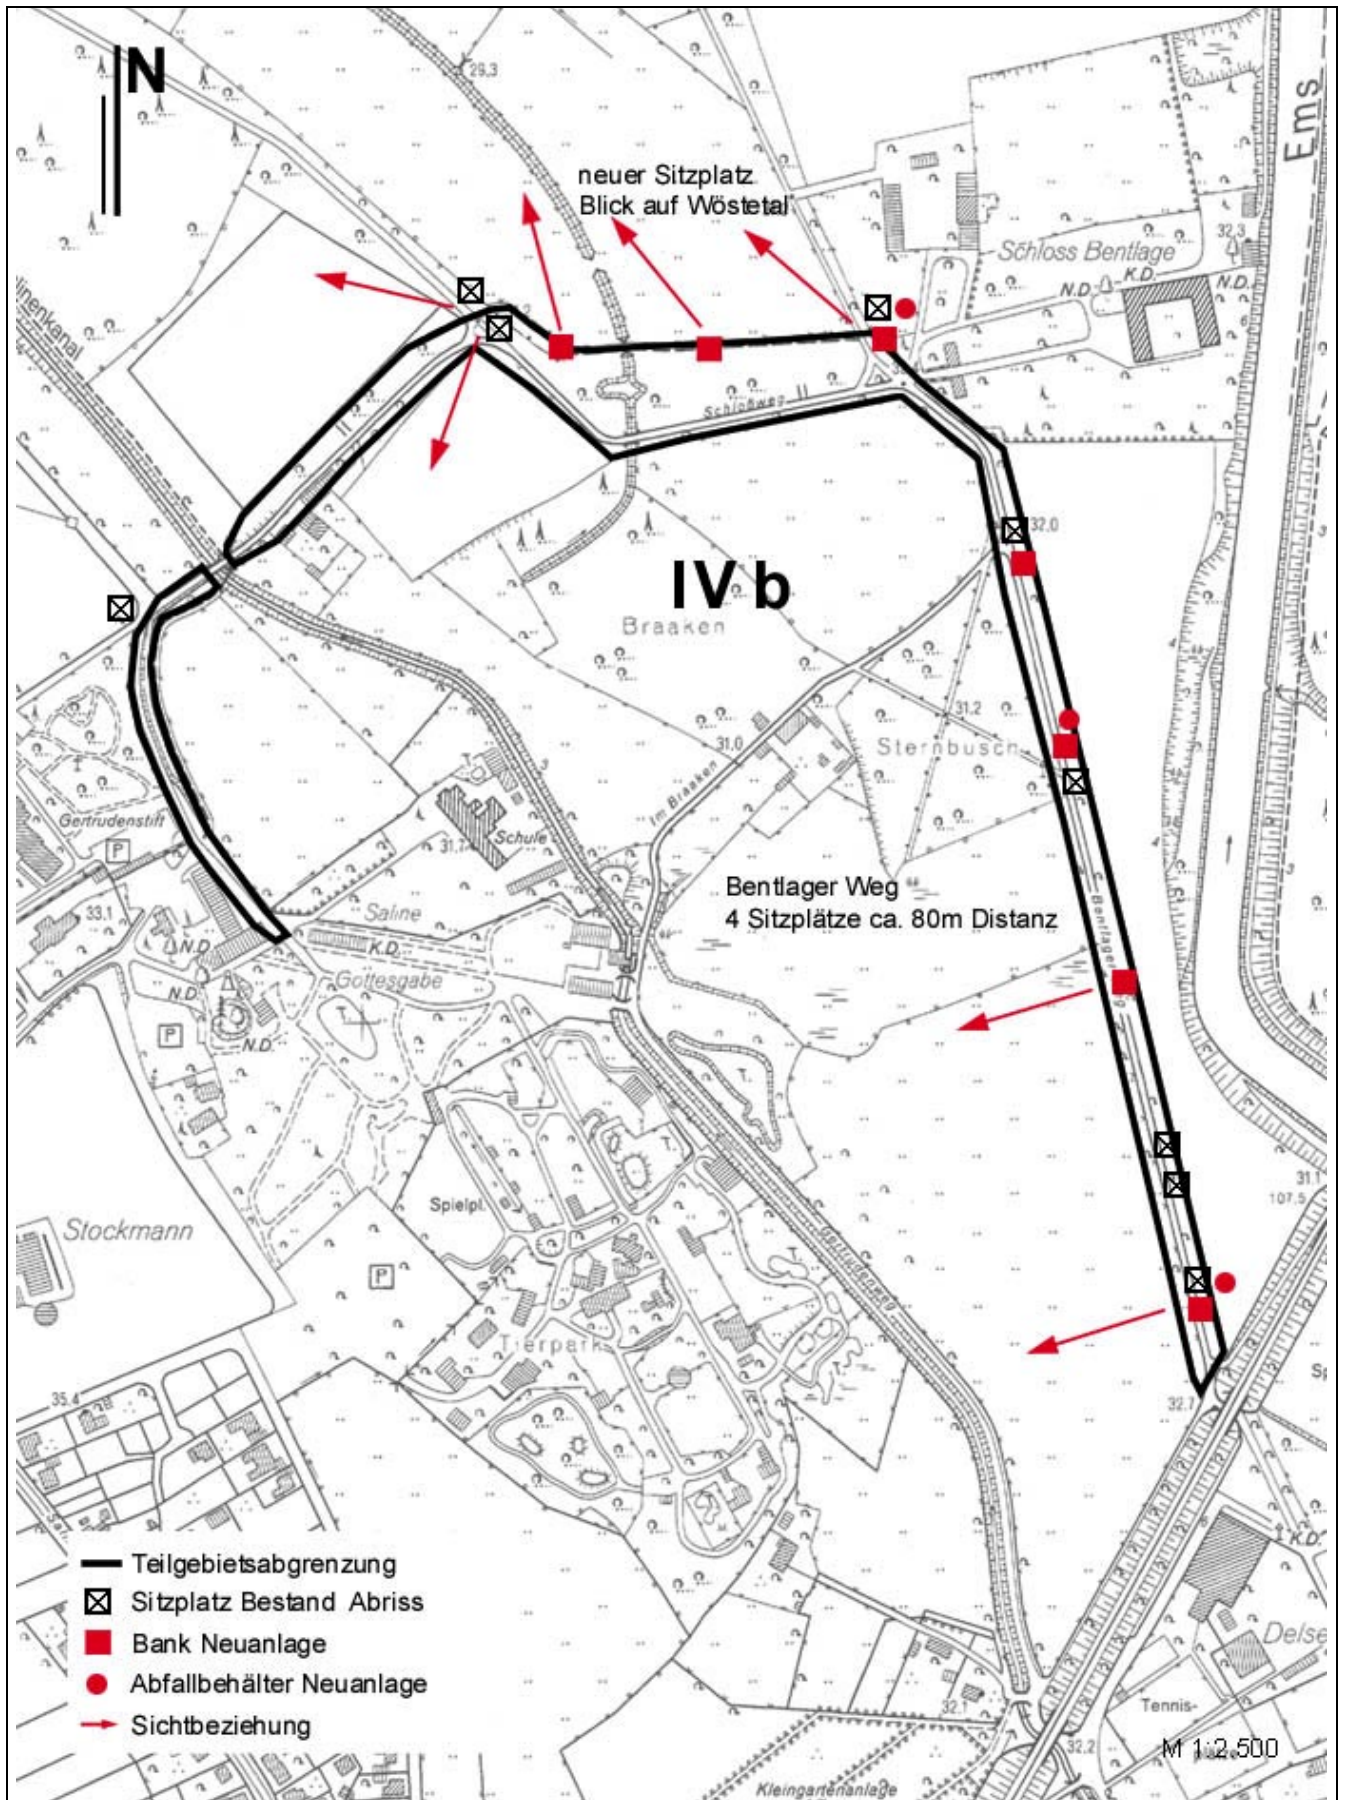 N
29,3
Ems
neuer Sitzplatz
Blick auf Wöstetal
32,3
Schloss Bentlage
K.D.
N.D.
N.D.
linenkanal
Schloßweg
32,0
IV b
Braaken
31,2
Sternbusch
31,0
Im Braaken
Gertrudenstift
P
Schule
31,7
Bentlager Weg
4 Sitzplätze ca. 80m Distanz
33,1
Saline
K.D.
N.D.
Bentlager
Gottesgabe
N.D.
P
N.D.
31,1
107,5
Spielpl.
Stockmann
Gertrudenweg
P
Tierpark
35,4
Sp
32,7
K.D.
Teilgebietsabgrenzung
Sitzplatz Bestand Abriss
Bank Neuanlage
Abfallbehälter Neuanlage
Sichtbeziehung
Delse
32,1
Tennis-
32,2
M 1:2.500
Kleingartenanlage